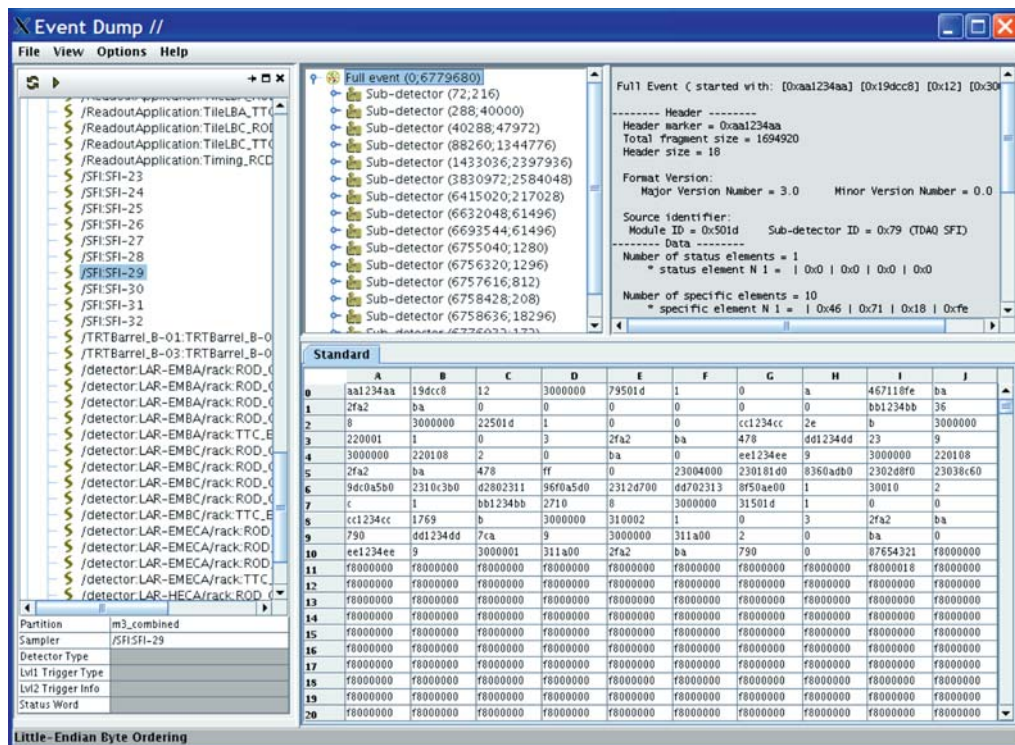 Event Dump //
File View Options Help
/ReadoutApplication:TileLBA_TTC
/ReadoutApplication:TileLBC_ROD
/ReadoutApplication:TileLBC_TTC
/ReadoutApplication:Timing_RCD
/SFI:SFI-23
/SFI:SFI-24
/SFI:SFI-25
/SFI:SFI-26
/SFI:SFI-27
/SFI:SFI-28
/SFI:SFI-29
/SFI:SFI-30
/SFI:SFI-31
/SFI:SFI-32
/TRTBarrel_B-01:TRTBarrel_B-0
/TRTBarrel_B-03:TRTBarrel_B-0
/detector:LAR-EMBA/rack:ROD_C
/detector:LAR-EMBA/rack:ROD_C
/detector:LAR-EMBA/rack:ROD_C
/detector:LAR-EMBA/rack:TTC_E
/detector:LAR-EMBC/rack:ROD_C
/detector:LAR-EMBC/rack:ROD_C
/detector:LAR-EMBC/rack:ROD_C
/detector:LAR-EMBC/rack:TTC_E
/detector:LAR-EMECA/rack:ROD_
/detector:LAR-EMECA/rack:ROD_
/detector:LAR-EMECA/rack:ROD_
/detector:LAR-EMECA/rack:TTC_
/detector:LAR-HECA/rack:ROD_C
Partition m3_combined
Sampler /SFI:SFI-29
Detector Type
Lvl1 Trigger Type
Lvl2 Trigger Info
Status Word
Full event (0;6779680)
Sub-detector (72;216)
Sub-detector (288;40000)
Sub-detector (40288;47972)
Sub-detector (88260;1344776)
Sub-detector (1433036;2397936)
Sub-detector (3830972;2584048)
Sub-detector (6415020;217028)
Sub-detector (6632048;61496)
Sub-detector (6693544;61496)
Sub-detector (6755040;1280)
Sub-detector (6756320;1296)
Sub-detector (6757616;812)
Sub-detector (6758428;208)
Sub-detector (6758636;18296)
Full Event ( started with: [0xaa1234aa] [0x19dcc8] [0x12] [0x30
-------- Header --------
Header marker = 0xaa1234aa
Total fragment size = 1694920
Header size = 18
Format Version:
Major Version Number = 3.0 Minor Version Number = 0.0
Source identifier:
Module ID = 0x501d Sub-detector ID = 0x79 (TDAQ SFI)
-------- Data --------
Number of status elements = 1
* status element N 1 = | 0x0 | 0x0 | 0x0 | 0x0
Number of specific elements = 10
* specific element N 1 = | 0x46 | 0x71 | 0x18 | 0xfe
Standard
A B C D E F G H I J
0 aa1234aa 19dcc8 12 3000000 79501d 1 0 a 467118fe ba
1 2fa2 ba 0 0 0 0 0 0 bb1234bb 36
2 8 3000000 22501d 1 0 0 cc1234cc 2e b 3000000
3 220001 1 0 3 2fa2 ba 478 dd1234dd 23 9
4 3000000 220108 2 0 ba 0 ee1234ee 9 3000000 220108
5 2fa2 ba 478 ff 0 23004000 230181d0 8360adb0 2302d8f0 23038c60
6 9dc0a5b0 2310c3b0 d2802311 96f0a5d0 2312d700 dd702313 8f50ae00 1 30010 2
7 c 1 bb1234bb 2710 8 3000000 31501d 1 0 0
8 cc1234cc 1769 b 3000000 310002 1 0 3 2fa2 ba
9 790 dd1234dd 7ca 9 3000000 311a00 2 0 ba 0
10 ee1234ee 9 3000001 311a00 2fa2 ba 790 0 87654321 f8000000
11 f8000000 f8000000 f8000000 f8000000 f8000000 f8000000 f8000000 f8000000 f8000018 f8000000
12 f8000000 f8000000 f8000000 f8000000 f8000000 f8000000 f8000000 f8000000 f8000000 f8000000
13 f8000000 f8000000 f8000000 f8000000 f8000000 f8000000 f8000000 f8000000 f8000000 f8000000
14 f8000000 f8000000 f8000000 f8000000 f8000000 f8000000 f8000000 f8000000 f8000000 f8000000
15 f8000000 f8000000 f8000000 f8000000 f8000000 f8000000 f8000000 f8000000 f8000000 f8000000
16 f8000000 f8000000 f8000000 f8000000 f8000000 f8000000 f8000000 f8000000 f8000000 f8000000
17 f8000000 f8000000 f8000000 f8000000 f8000000 f8000000 f8000000 f8000000 f8000000 f8000000
18 f8000000 f8000000 f8000000 f8000000 f8000000 f8000000 f8000000 f8000000 f8000000 f8000000
19 f8000000 f8000000 f8000000 f8000000 f8000000 f8000000 f8000000 f8000000 f8000000 f8000000
20 f8000000 f8000000 f8000000 f8000000 f8000000 f8000000 f8000000 f8000000 f8000000 f8000000
Little-Endian Byte Ordering